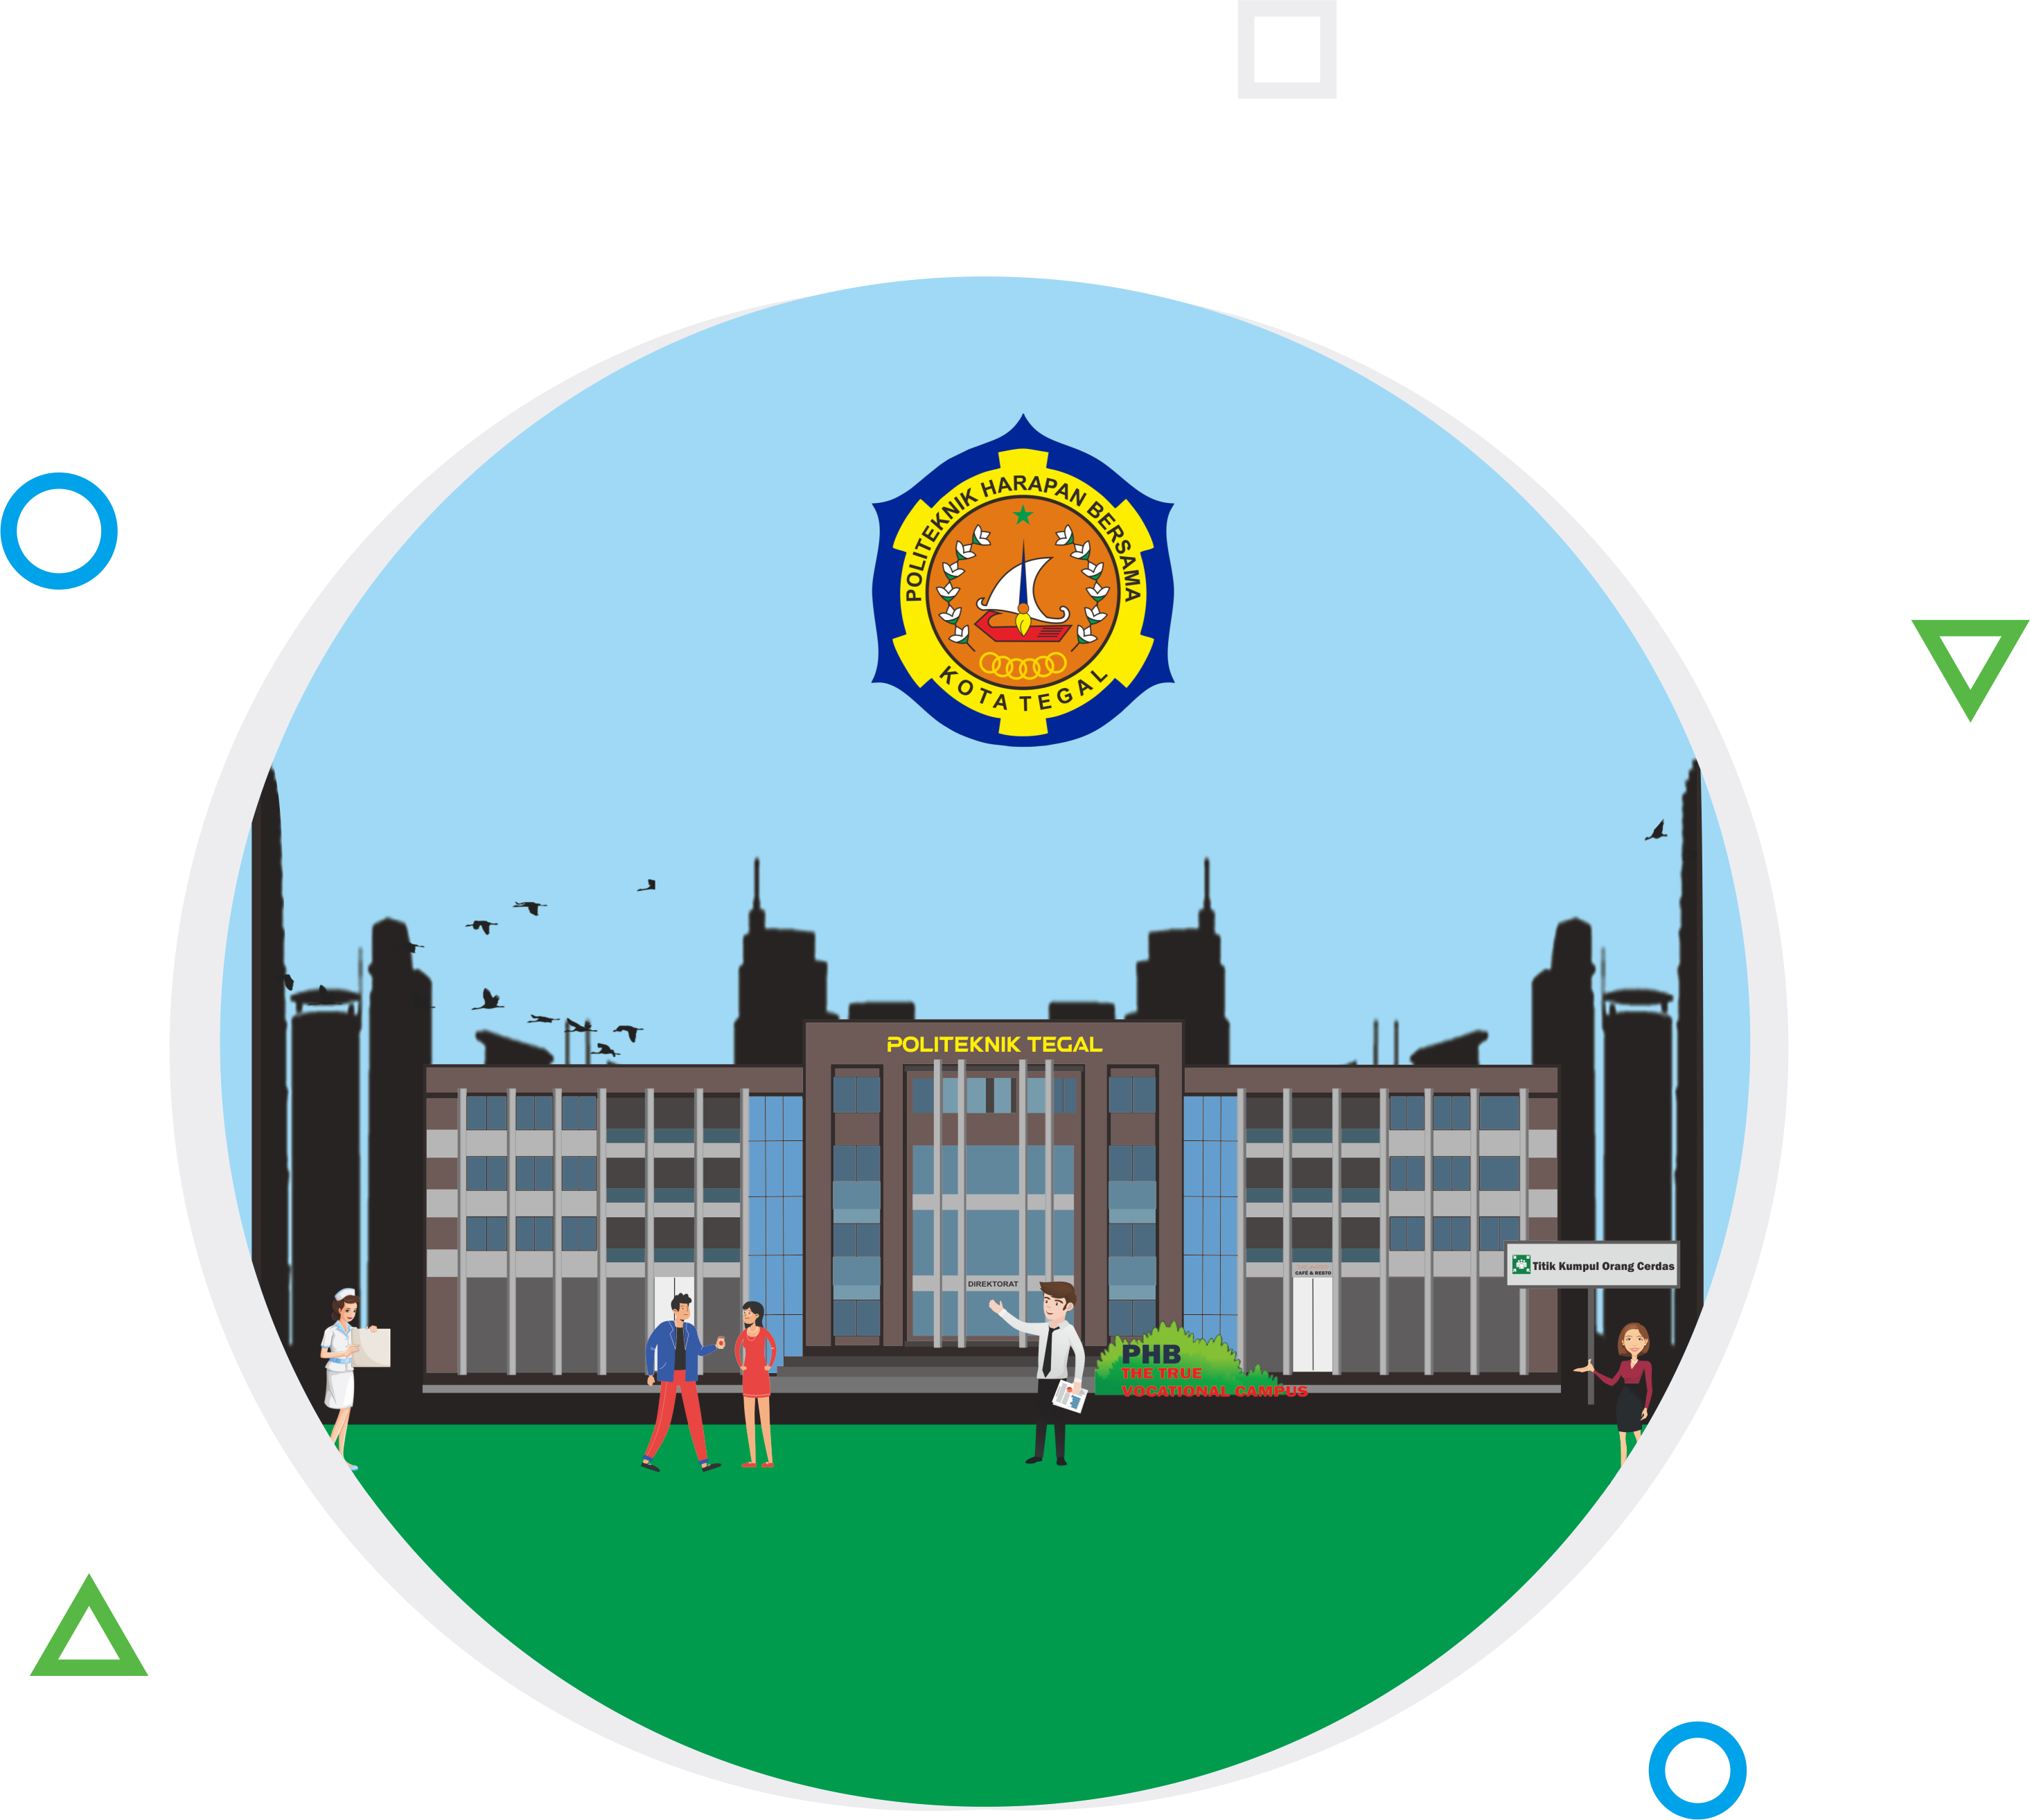 POLITEKNIK HARAPAN BERSAMA
KOTA TEGAL
POLITEKNIK TEGAL
DIREKTORAT
CAFÉ & RESTO
Titik Kumpul Orang Cerdas
PHB
THE TRUE
VOCATIONAL CAMPUS